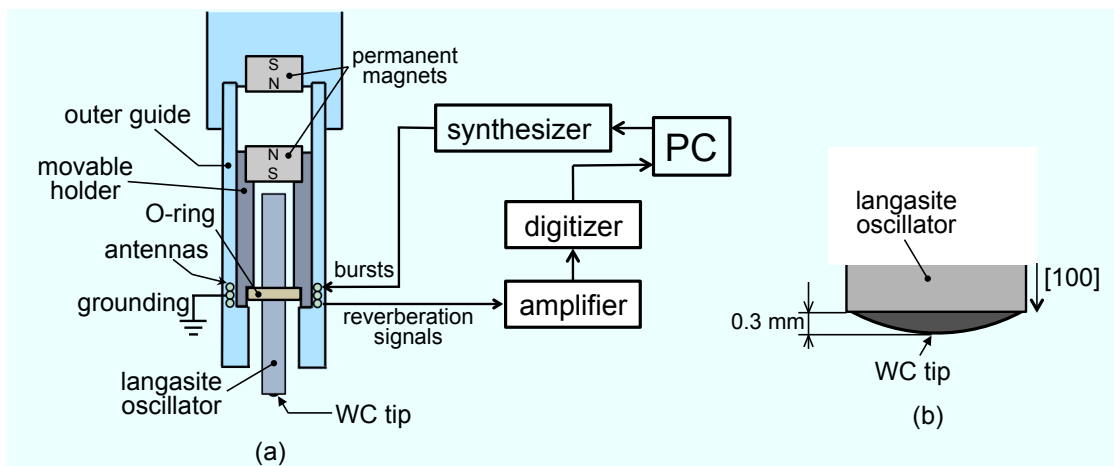 S
N
permanent
magnets
outer guide
N
S
movable
holder
O-ring
antennas
grounding
langasite
oscillator
WC tip
(a)
synthesizer
PC
digitizer
bursts
amplifier
reverberation
signals
langasite
oscillator
[100]
0.3 mm
WC tip
(b)